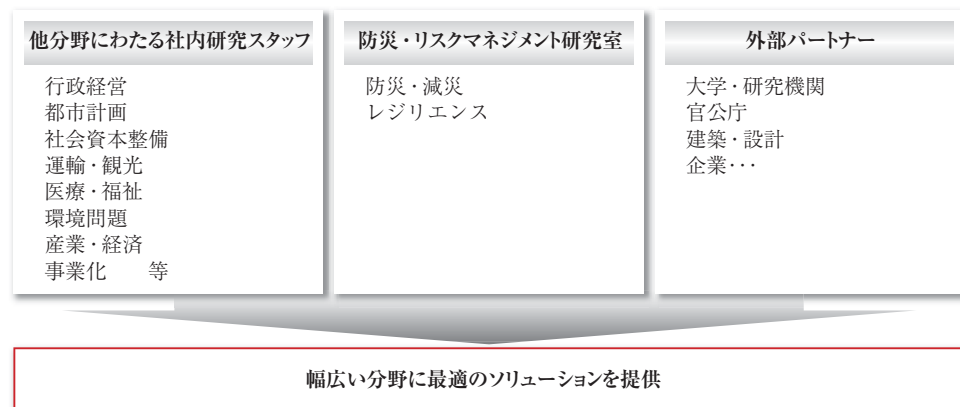 他分野にわたる社内研究スタッフ
行政経営
都市計画
社会資本整備
運輸・観光
医療・福祉
環境問題
産業・経済
事業化　　等
防災・リスクマネジメント研究室
防災・減災
レジリエンス
外部パートナー
大学・研究機関
官公庁
建築・設計
企業・・・
幅広い分野に最適のソリューションを提供